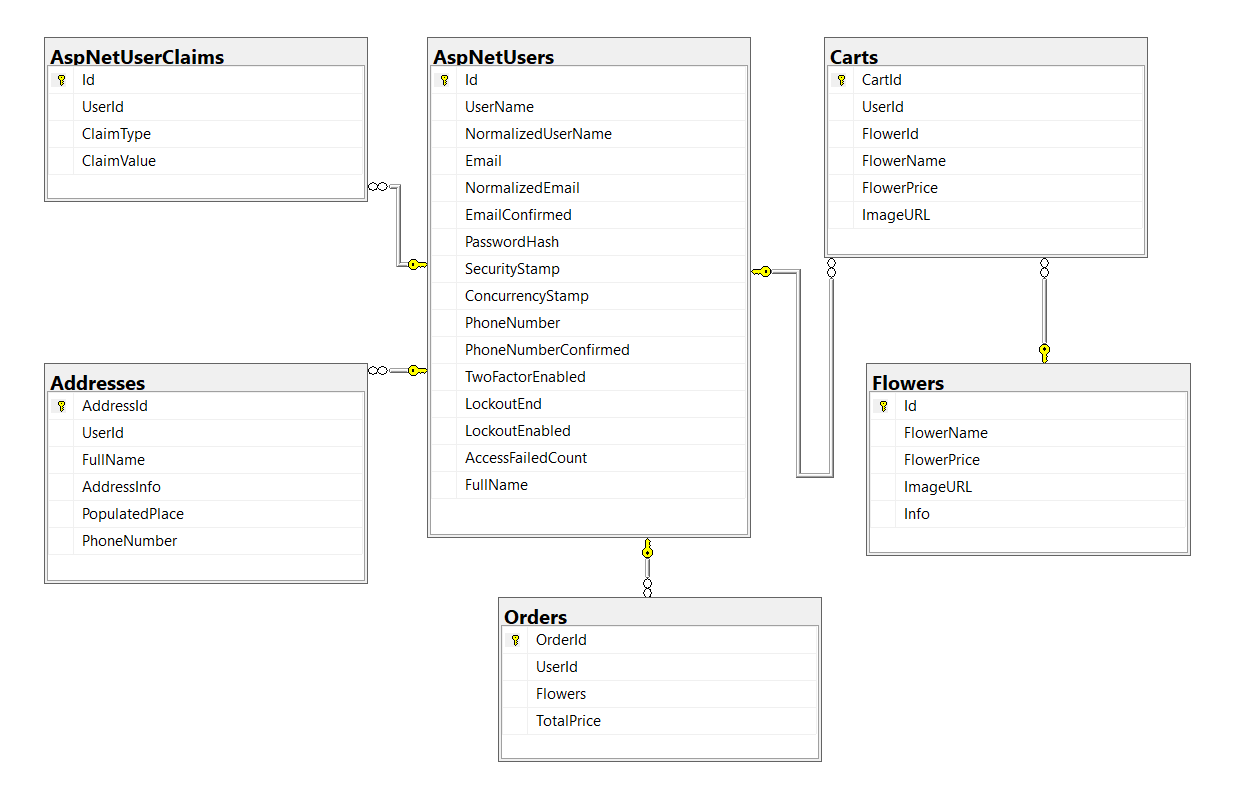 AspNetUserClaims
Id
UserId
ClaimType
ClaimValue
AspNetUsers
Id
UserName
NormalizedUserName
Email
NormalizedEmail
EmailConfirmed
PasswordHash
SecurityStamp
ConcurrencyStamp
PhoneNumber
PhoneNumberConfirmed
TwoFactorEnabled
LockoutEnd
LockoutEnabled
AccessFailedCount
FullName
Carts
CartId
UserId
FlowerId
FlowerName
FlowerPrice
ImageURL
Addresses
AddressId
UserId
FullName
AddressInfo
PopulatedPlace
PhoneNumber
Flowers
Id
FlowerName
FlowerPrice
ImageURL
Info
Orders
OrderId
UserId
Flowers
TotalPrice